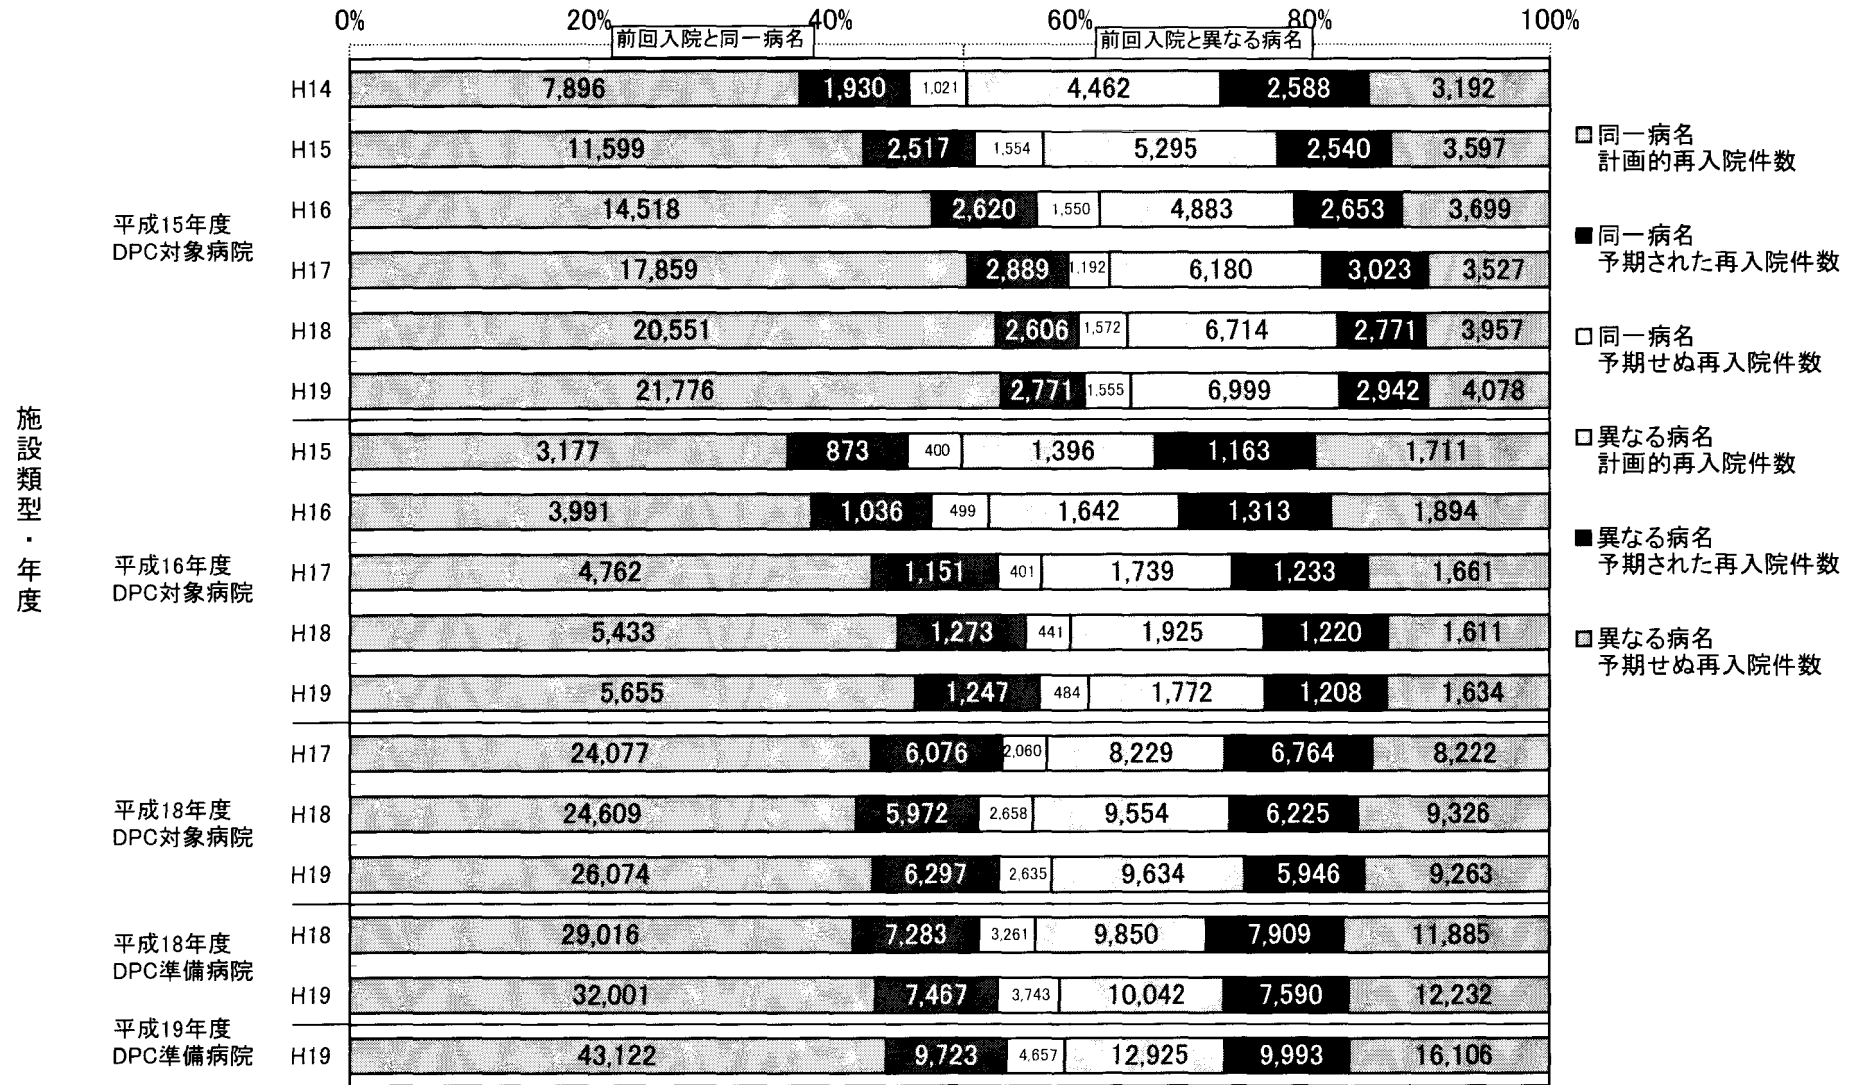 0% 20% 40% 60% 80% 100%
前回入院と同一病名 前回入院と異なる病名
施設類型・年度
平成15年度
DPC対象病院
H14 7,896 1,930 1,021 4,462 2,588 3,192
H15 11,599 2,517 1,554 5,295 2,540 3,597
H16 14,518 2,620 1,550 4,883 2,653 3,699
H17 17,859 2,889 1,192 6,180 3,023 3,527
H18 20,551 2,606 1,572 6,714 2,771 3,957
H19 21,776 2,771 1,555 6,999 2,942 4,078
平成16年度
DPC対象病院
H15 3,177 873 400 1,396 1,163 1,711
H16 3,991 1,036 499 1,642 1,313 1,894
H17 4,762 1,151 401 1,739 1,233 1,661
H18 5,433 1,273 441 1,925 1,220 1,611
H19 5,655 1,247 484 1,772 1,208 1,634
平成18年度
DPC対象病院
H17 24,077 6,076 2,060 8,229 6,764 8,222
H18 24,609 5,972 2,658 9,554 6,225 9,326
H19 26,074 6,297 2,635 9,634 5,946 9,263
平成18年度
DPC準備病院
H18 29,016 7,283 3,261 9,850 7,909 11,885
H19 32,001 7,467 3,743 10,042 7,590 12,232
平成19年度
DPC準備病院
H19 43,122 9,723 4,657 12,925 9,993 16,106
同一病名
計画的再入院件数
同一病名
予期された再入院件数
同一病名
予期せぬ再入院件数
異なる病名
計画的再入院件数
異なる病名
予期された再入院件数
異なる病名
予期せぬ再入院件数